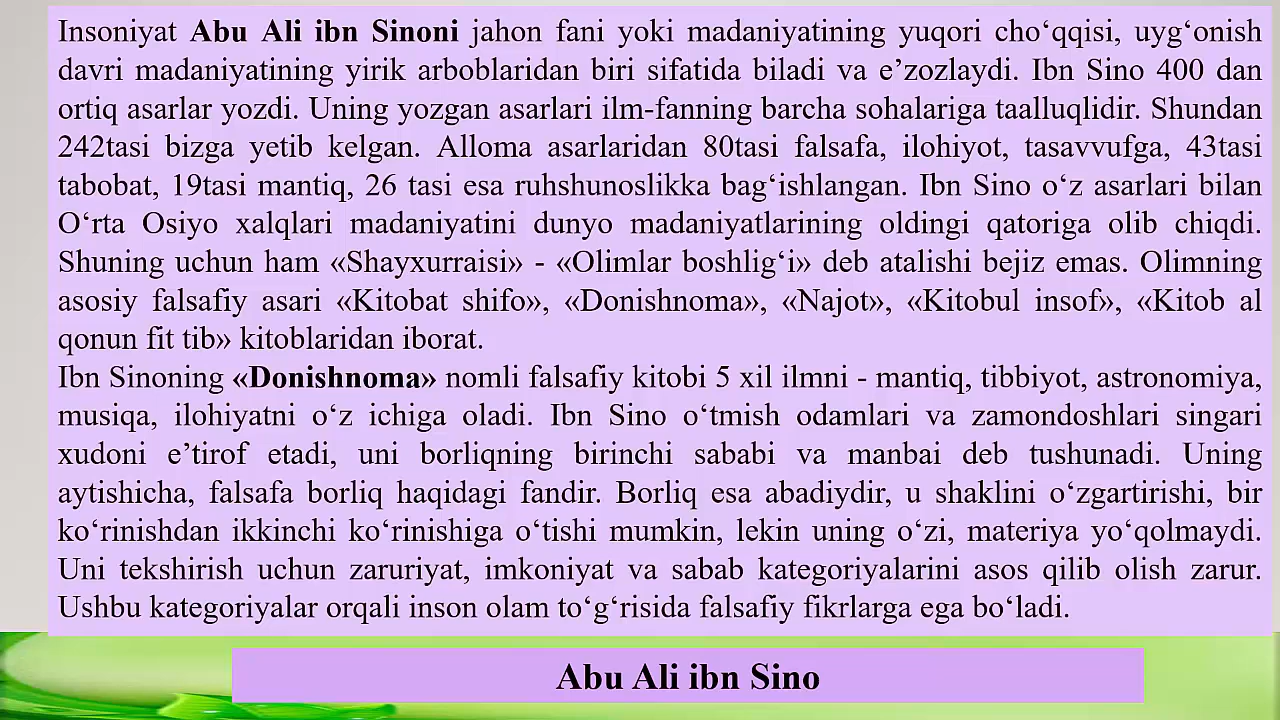 Insoniyat Abu Ali ibn Sinoni jahon fani yoki madaniyatining yuqori cho‘qqisi, uyg‘onish
davri madaniyatining yirik arboblaridan biri sifatida biladi va e’zozlaydi. Ibn Sino 400 dan
ortiq asarlar yozdi. Uning yozgan asarlari ilm-fanning barcha sohalariga taalluqlidir. Shundan
242tasi bizga yetib kelgan. Alloma asarlaridan 80tasi falsafa, ilohiyot, tasavvufga, 43tasi
tabobat, 19tasi mantiq, 26 tasi esa ruhshunoslikka bag‘ishlangan. Ibn Sino o‘z asarlari bilan
O‘rta Osiyo xalqlari madaniyatini dunyo madaniyatlarining oldingi qatoriga olib chiqdi.
Shuning uchun ham «Shayxurraisi» - «Olimlar boshlig‘i» deb atalishi bejiz emas. Olimning
asosiy falsafiy asari «Kitobat shifo», «Donishnoma», «Najot», «Kitobul insof», «Kitob al
qonun fit tib» kitoblaridan iborat.
Ibn Sinoning «Donishnoma» nomli falsafiy kitobi 5 xil ilmni - mantiq, tibbiyot, astronomiya,
musiqa, ilohiyatni o‘z ichiga oladi. Ibn Sino o‘tmish odamlari va zamondoshlari singari
xudoni e’tirof etadi, uni borliqning birinchi sababi va manbai deb tushunadi. Uning
aytishicha, falsafa borliq haqidagi fandir. Borliq esa abadiydir, u shaklini o‘zgartirishi, bir
ko‘rinishdan ikkinchi ko‘rinishiga o‘tishi mumkin, lekin uning o‘zi, materiya yo‘qolmaydi.
Uni tekshirish uchun zaruriyat, imkoniyat va sabab kategoriyalarini asos qilib olish zarur.
Ushbu kategoriyalar orqali inson olam to‘g‘risida falsafiy fikrlarga ega bo‘ladi.
Abu Ali ibn Sino